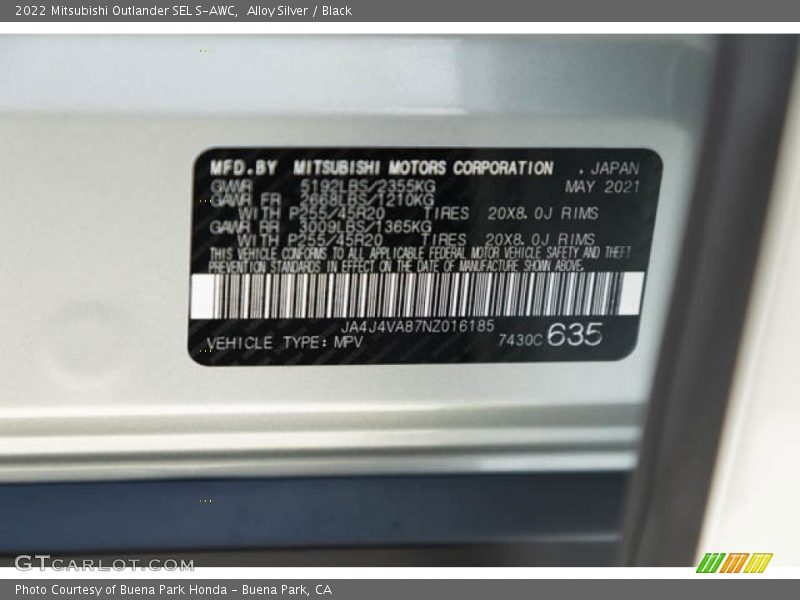 2022 Mitsubishi Outlander SEL S-AWC, Alloy Silver / Black
MFD.BY MITSUBISHI MOTORS CORPORATION . JAPAN
GVWR 5192LBS/2355KG MAY 2021
GAWR FR 2668LBS/1210KG
WITH P255/45R20 TIRES 20X8.0J RIMS
GAWR RR 3009LBS/1365KG
WITH P255/45R20 TIRES 20X8.0J RIMS
THIS VEHICLE CONFORMS TO ALL APPLICABLE FEDERAL MOTOR VEHICLE SAFETY AND THEFT
PREVENTION STANDARDS IN EFFECT ON THE DATE OF MANUFACTURE SHOWN ABOVE.
JA4J4VA87NZ016185
VEHICLE TYPE: MPV 7430C 635
GTcarlot.com
Photo Courtesy of Buena Park Honda - Buena Park, CA